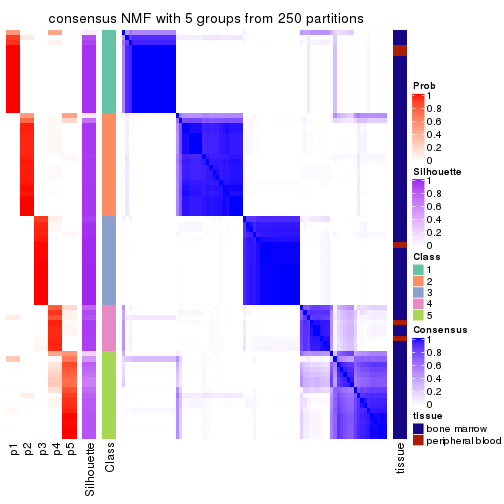 consensus NMF with 5 groups from 250 partitions
Prob
1
0.8
0.6
0.4
0.2
0
Silhouette
1
0.8
0.6
0.4
0.2
0
Class
1
2
3
4
5
Consensus
1
0.8
0.6
0.4
0.2
0
tissue
bone marrow
peripheral blood
p1
p2
p3
p4
p5
Silhouette
Class
tissue